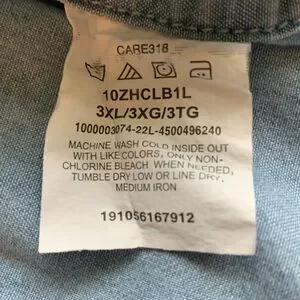 CARE318
10ZHCLB1L
3XL/3XG/3TG
1000003074-22L-4500496240
MACHINE WASH COLD INSIDE OUT
WITH LIKE COLORS, ONLY NON-
CHLORINE BLEACH WHEN NEEDED,
TUMBLE DRY LOW OR LINE DRY,
MEDIUM IRON
191056167912